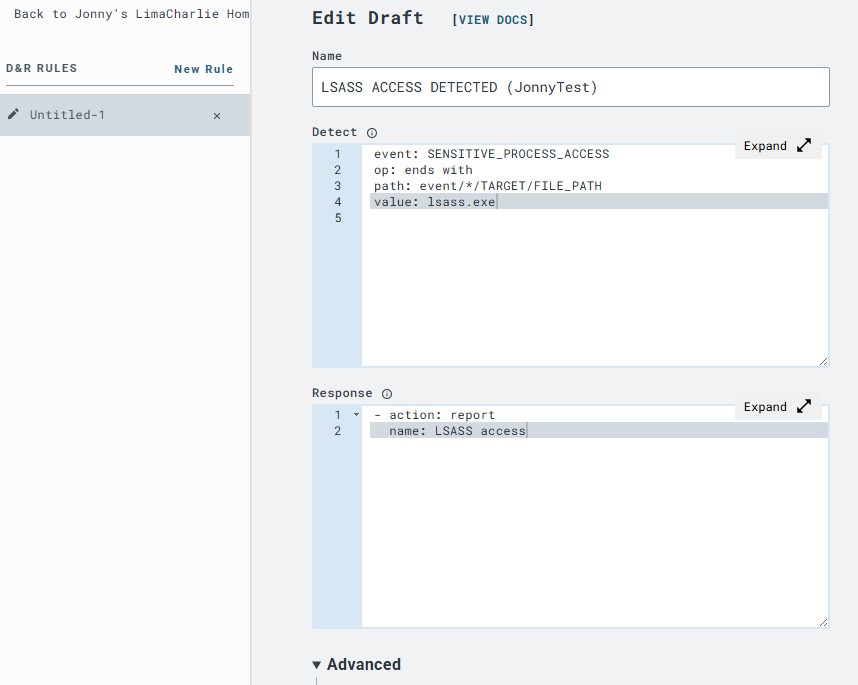 Back to Jonny's LimaCharlie Hom
D&R RULES
New Rule
Untitled-1
×
Edit Draft [VIEW DOCS]
Name
LSASS ACCESS DETECTED (JonnyTest)
Detect
Expand
1 event: SENSITIVE_PROCESS_ACCESS
2 op: ends with
3 path: event/*/TARGET/FILE_PATH
4 value: lsass.exe
5
Response
Expand
1 - action: report
2 name: LSASS access
Advanced